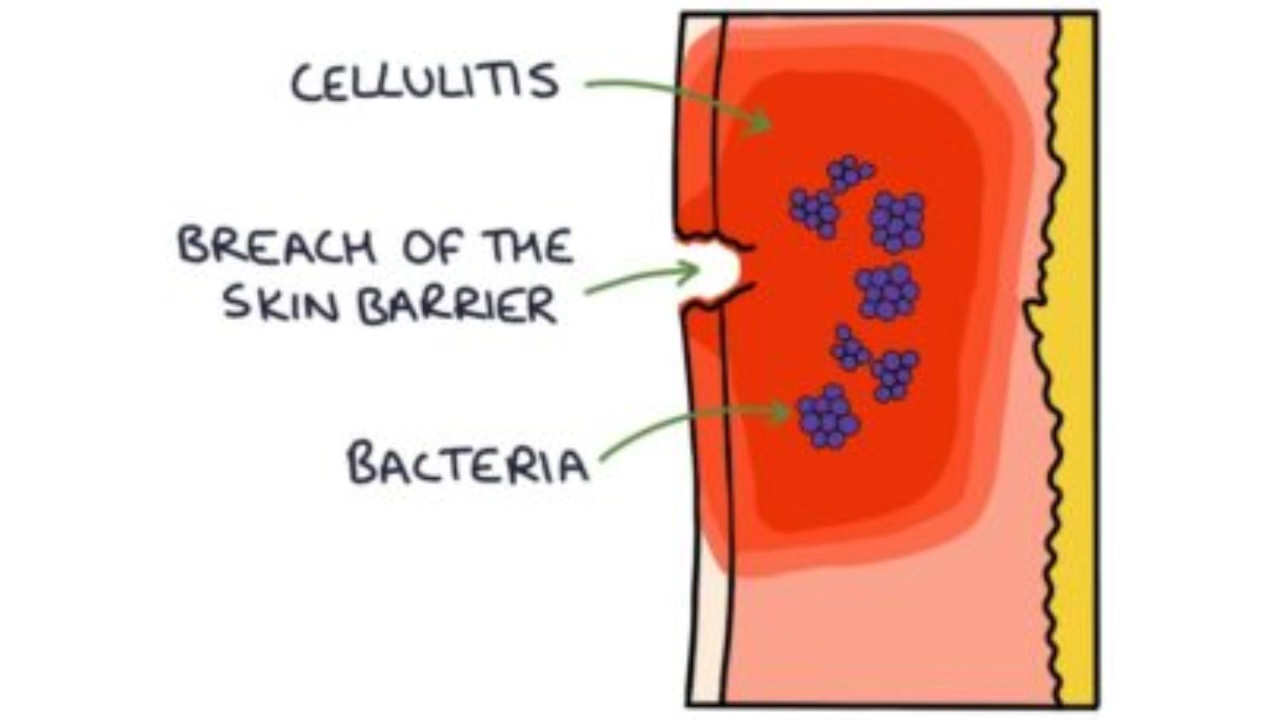 CELLULITIS
BREACH OF THE
SKIN BARRIER
BACTERIA